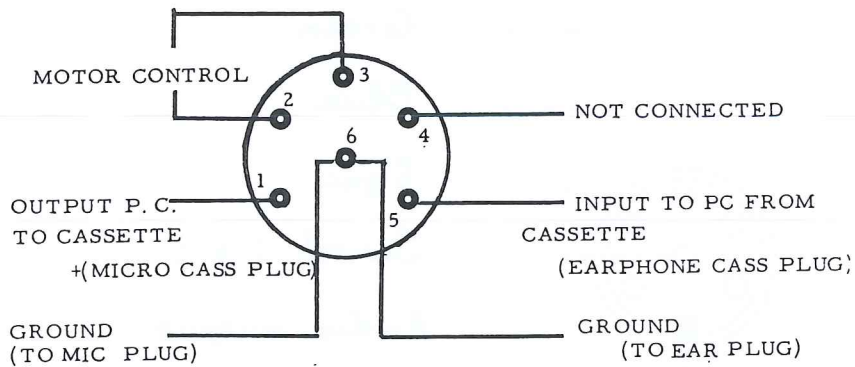 3
MOTOR CONTROL
2
4
NOT CONNECTED
6
1
5
OUTPUT P. C.
TO CASSETTE
+(MICRO CASS PLUG)
INPUT TO PC FROM
CASSETTE
(EARPHONE CASS PLUG)
GROUND
(TO MIC PLUG)
GROUND
(TO EAR PLUG)